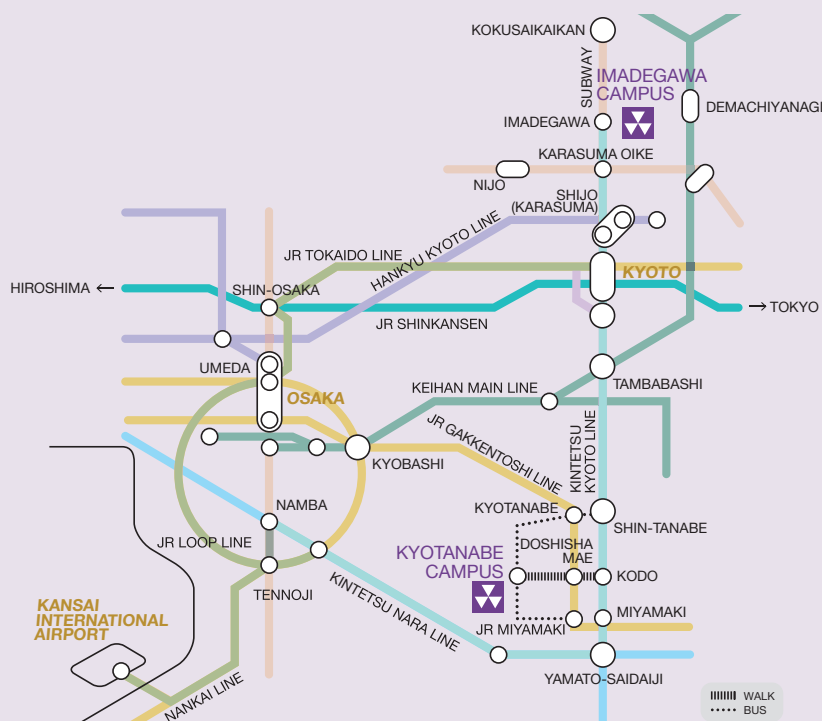 KOKUSAIKAIKAN
SUBWAY
IMADEGAWA
CAMPUS
DEMACHIYANAGI
IMADEGAWA
KARASUMA OIKE
NIJO
SHIJO
(KARASUMA)
JR TOKAIDO LINE
HANKYU KYOTO LINE
KYOTO
HIROSHIMA ←
SHIN-OSAKA
→ TOKYO
JR SHINKANSEN
UMEDA
OSAKA
KEIHAN MAIN LINE
TAMBABASHI
JR GAKKENTOSHI LINE
KINTETSU
KYOTO LINE
KYOBASHI
NAMBA
KYOTANABE
SHIN-TANABE
JR LOOP LINE
DOSHISHA
MAE
KYOTANABE
CAMPUS
KODO
TENNOJI
KINTETSU NARA LINE
KANSAI
INTERNATIONAL
AIRPORT
MIYAMAKI
JR MIYAMAKI
YAMATO-SAIDAIJI
NANKAI LINE
WALK
BUS